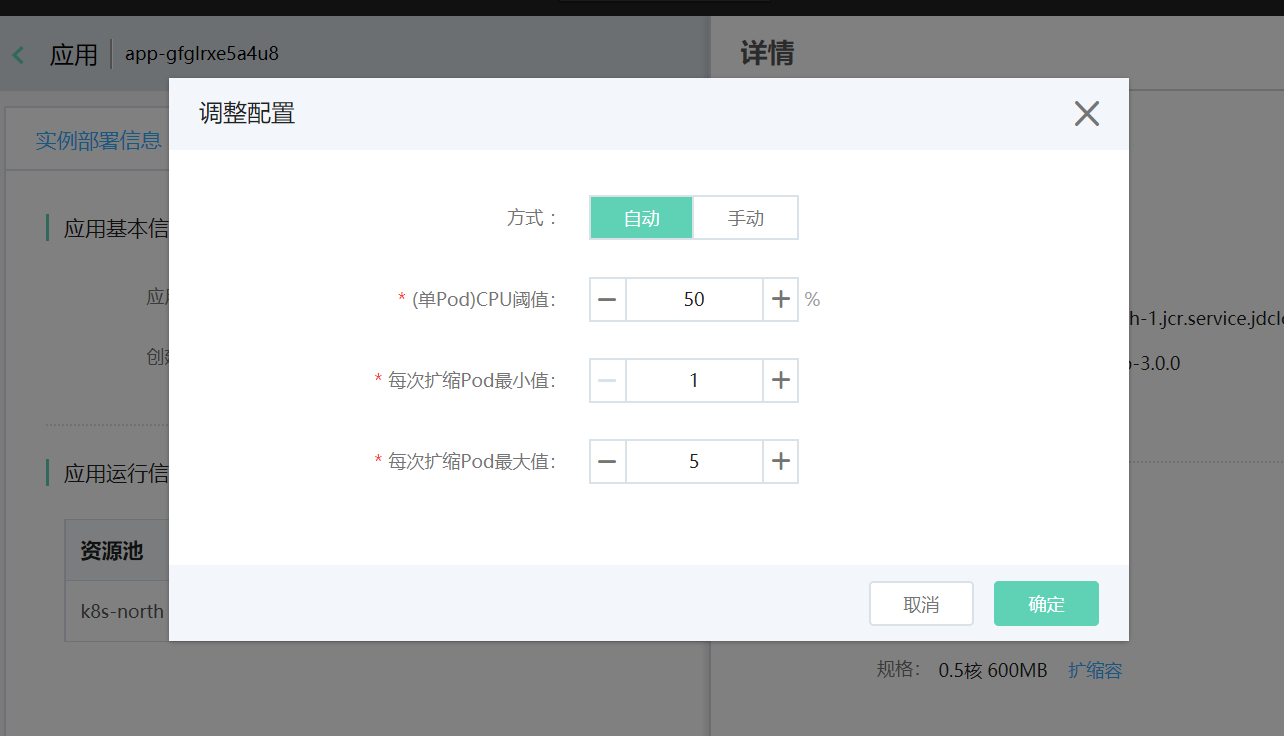 应用 app-gfglrxe5a4u8
详情
调整配置
实例部署信息
方式：
自动
手动
应用基本信
应
* (单Pod)CPU阈值：
50
%
h-1.jcr.service.jdcl
创
* 每次扩缩Pod最小值：
1
-3.0.0
* 每次扩缩Pod最大值：
5
应用运行信
资源池
k8s-north
取消
确定
规格：
0.5核 600MB
扩缩容